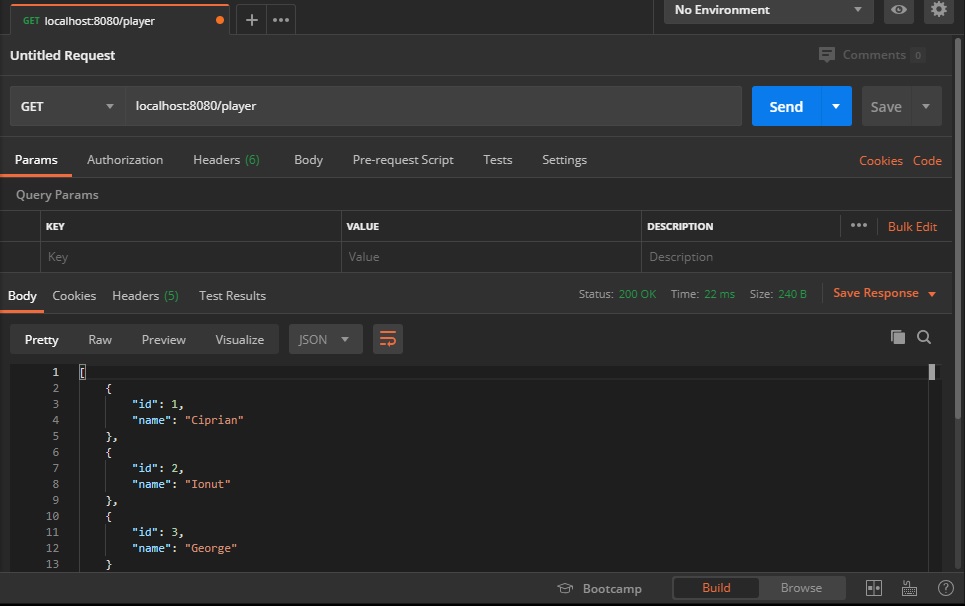 GET localhost:8080/player
No Environment
Untitled Request
Comments 0
GET localhost:8080/player Send Save
Params Authorization Headers (6) Body Pre-request Script Tests Settings Cookies Code
Query Params
KEY VALUE DESCRIPTION Bulk Edit
Key Value Description
Body Cookies Headers (5) Test Results Status: 200 OK Time: 22 ms Size: 240 B Save Response
Pretty Raw Preview Visualize JSON
1 [
2 {
3 "id": 1,
4 "name": "Ciprian"
5 },
6 {
7 "id": 2,
8 "name": "Ionut"
9 },
10 {
11 "id": 3,
12 "name": "George"
13 }
Bootcamp Build Browse